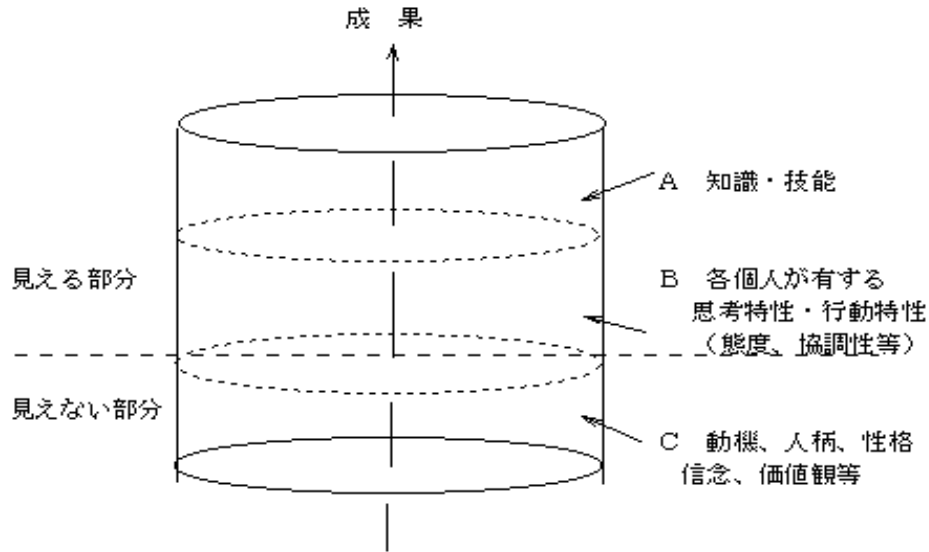 成　果
A　知識・技能
見える部分
B　各個人が有する
思考特性・行動特性
（態度、協調性等）
見えない部分
C　動機、人柄、性格
信念、価値観等